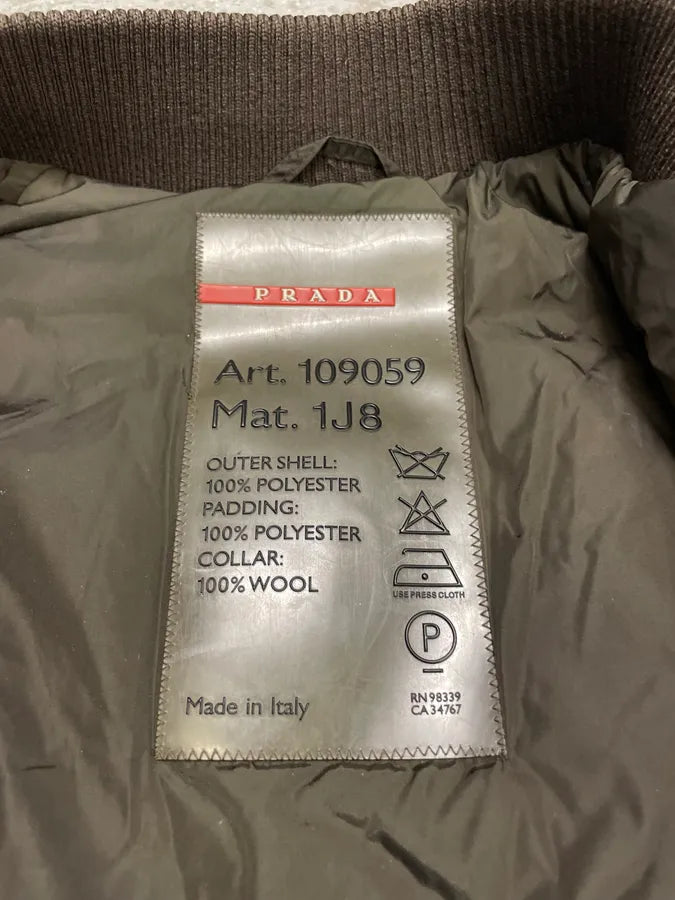 PRADA
Art. 109059
Mat. 1J8
OUTER SHELL:
100% POLYESTER
PADDING:
100% POLYESTER
COLLAR:
100% WOOL
USE PRESS CLOTH
P
Made in Italy
RN 98339
CA 34767